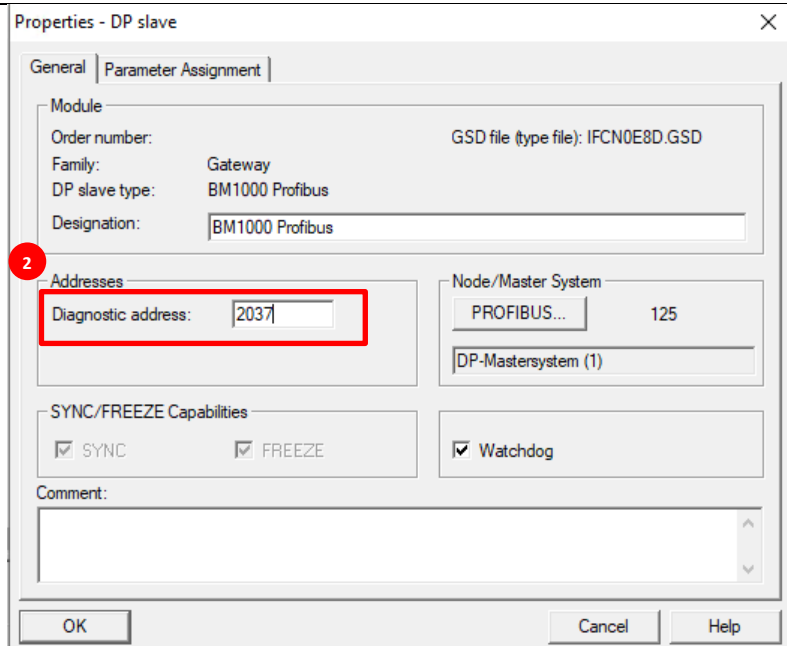 Properties - DP slave
General Parameter Assignment
Module
Order number: GSD file (type file): IFCN0E8D.GSD
Family: Gateway
DP slave type: BM1000 Profibus
Designation: BM1000 Profibus
2
Addresses
Diagnostic address: 2037
Node/Master System
PROFIBUS... 125
DP-Mastersystem (1)
SYNC/FREEZE Capabilities
SYNC FREEZE
Watchdog
Comment:
OK Cancel Help